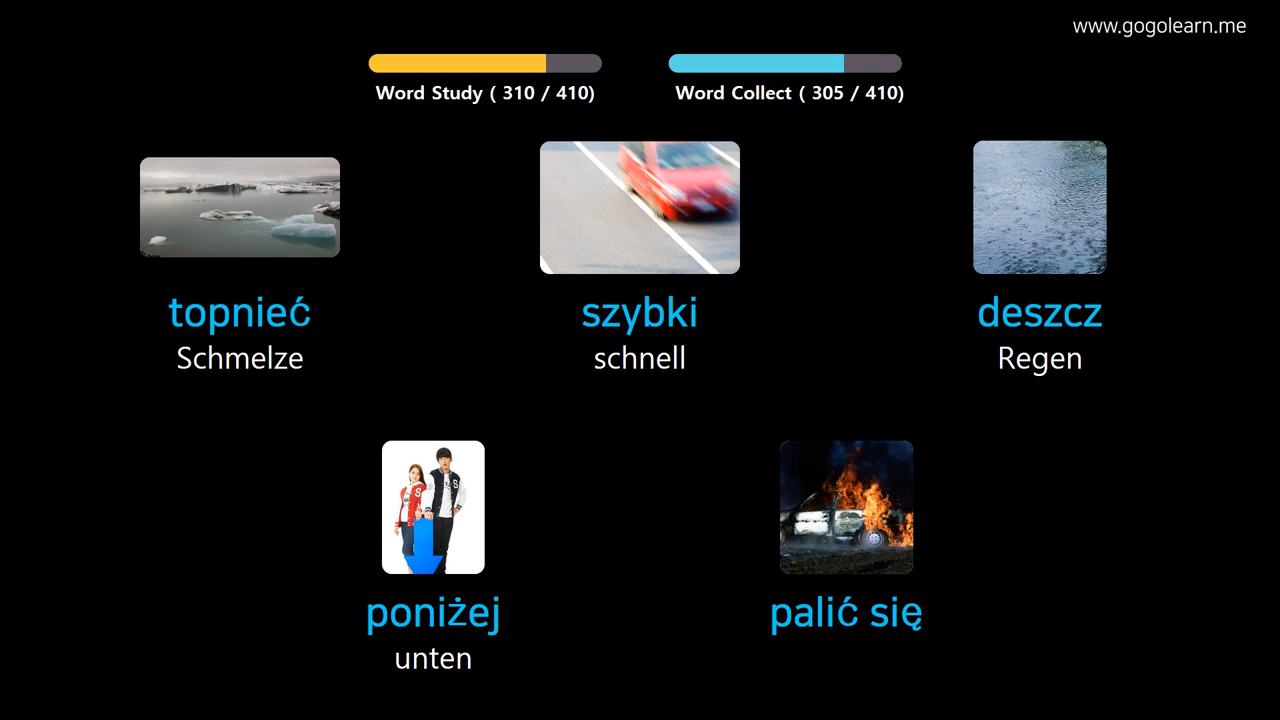 www.gogolearn.me
Word Study ( 310 / 410)
Word Collect ( 305 / 410)
topnieć
Schmelze
szybki
schnell
deszcz
Regen
poniżej
unten
palić się